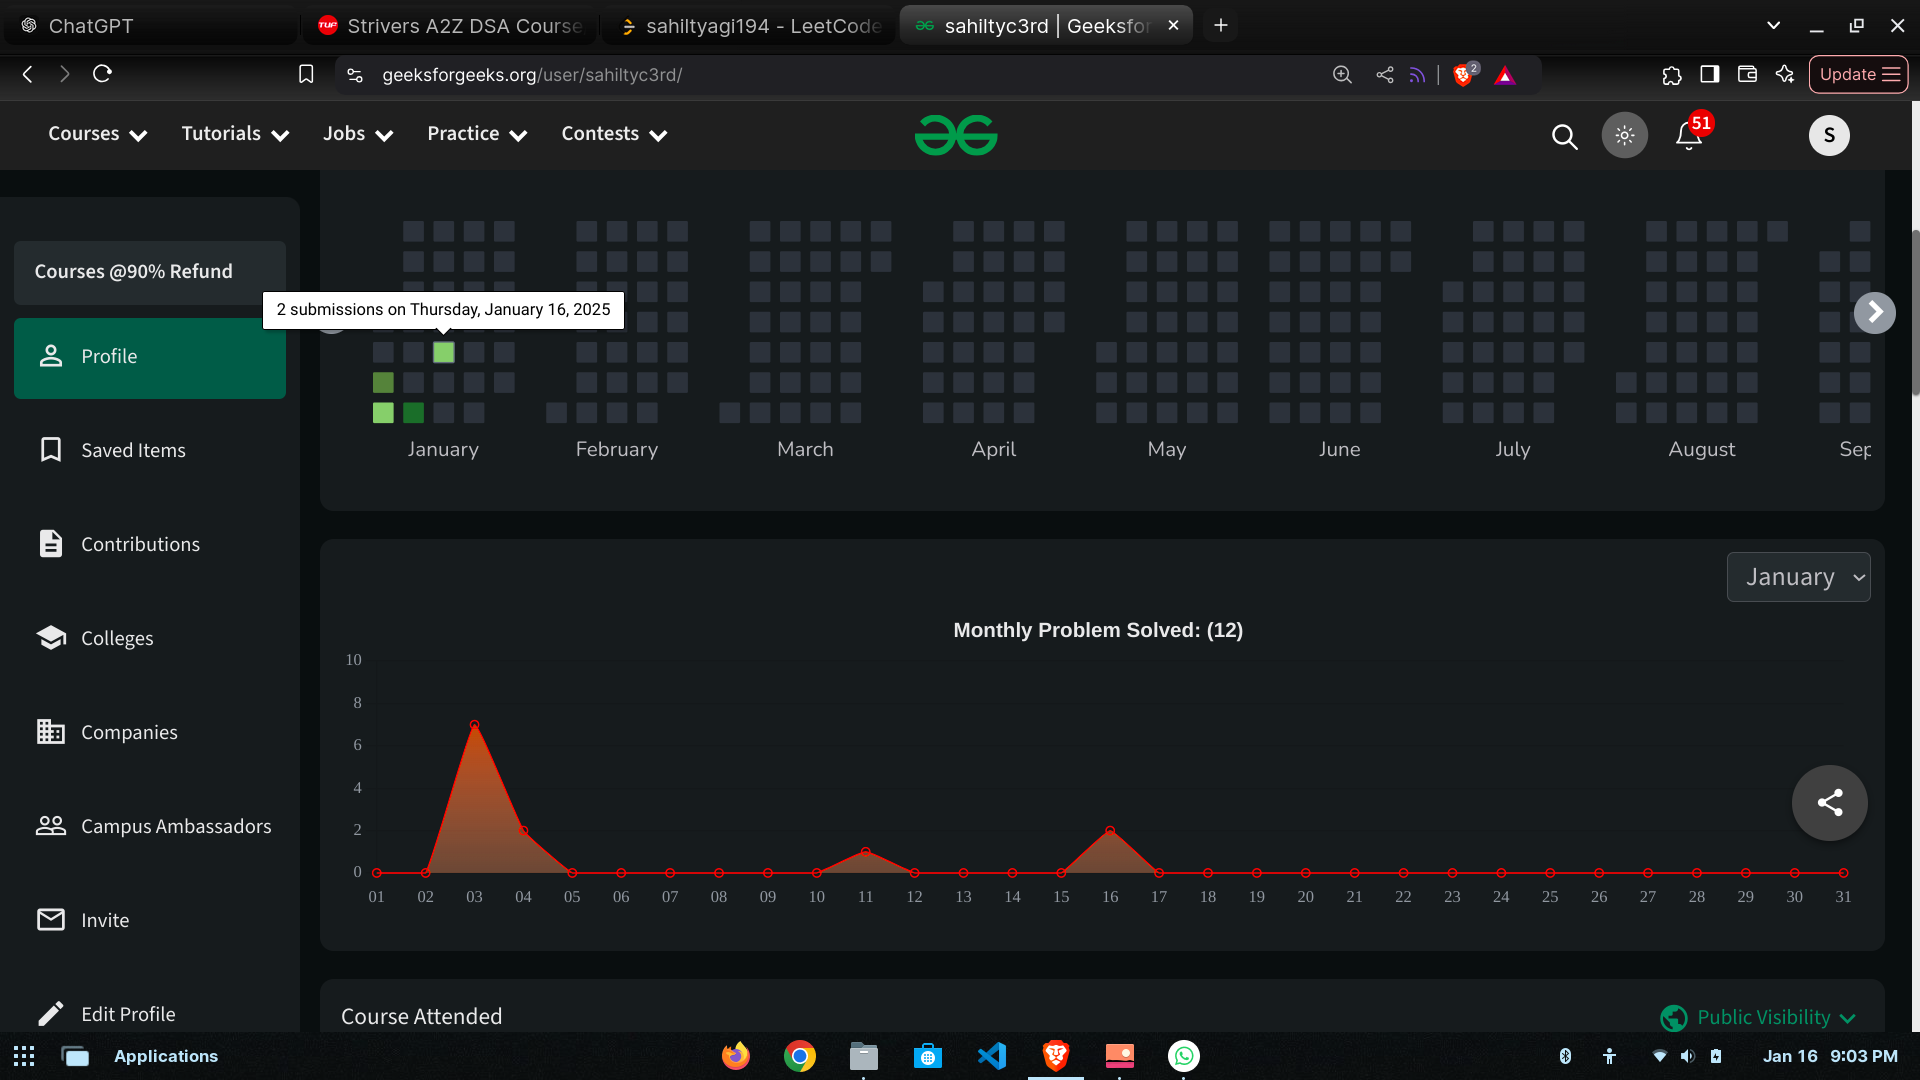 ChatGPT
Strivers A2Z DSA Course
sahiltyagi194 - LeetCode
sahiltyc3rd | Geeksfor
geeksforgeeks.org/user/sahiltyc3rd/
2
Update
Courses
Tutorials
Jobs
Practice
Contests
51
S
Courses @90% Refund
Profile
Saved Items
Contributions
Colleges
Companies
Campus Ambassadors
Invite
Edit Profile
2 submissions on Thursday, January 16, 2025
January February March April May June July August Sep
January
Monthly Problem Solved: (12)
10
8
6
4
2
0
01 02 03 04 05 06 07 08 09 10 11 12 13 14 15 16 17 18 19 20 21 22 23 24 25 26 27 28 29 30 31
Course Attended
Public Visibility
Applications
Jan 16 9:03 PM